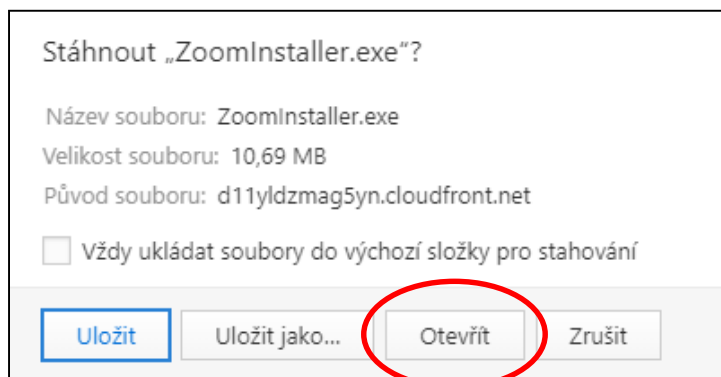 Stáhnout „ZoomInstaller.exe“?
Název souboru: ZoomInstaller.exe
Velikost souboru: 10,69 MB
Původ souboru: d11yldzmag5yn.cloudfront.net
Vždy ukládat soubory do výchozí složky pro stahování
Uložit Uložit jako... Otevřít Zrušit